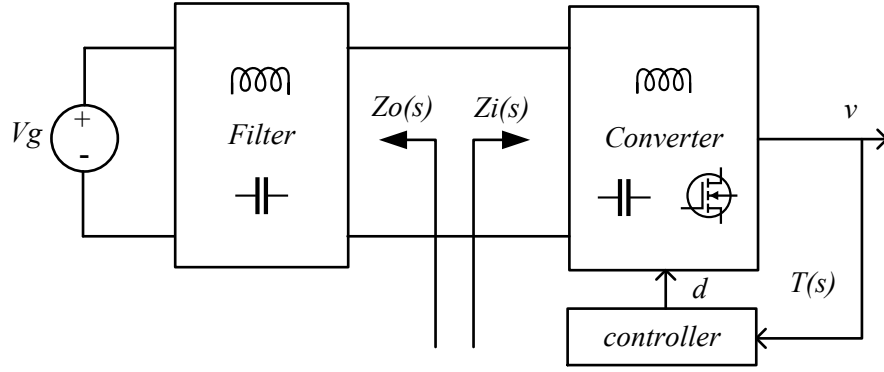 Vg
+
-
Filter
Zo(s)
Zi(s)
Converter
v
d
T(s)
controller